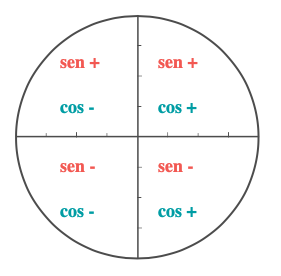 sen + sen +
cos - cos +
sen - sen -
cos - cos +